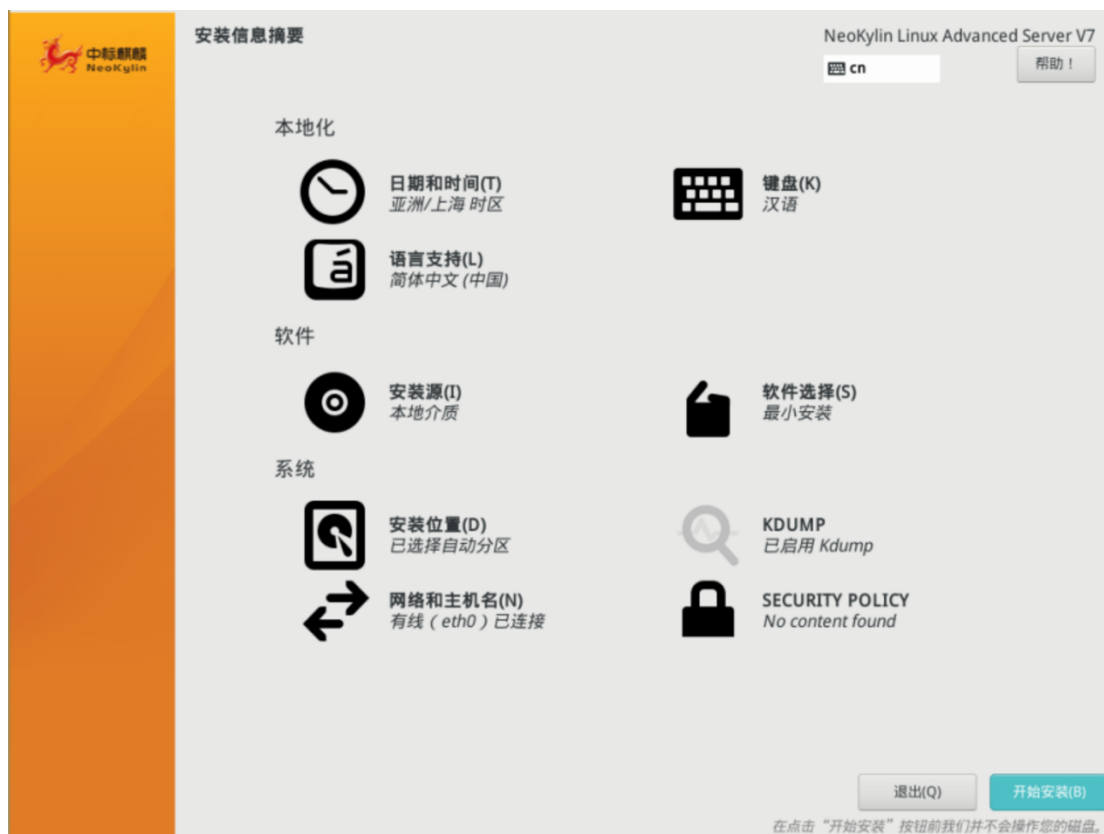 中标麒麟
NeoKylin
安装信息摘要
NeoKylin Linux Advanced Server V7
cn
帮助！
本地化
日期和时间(T)
亚洲/上海 时区
键盘(K)
汉语
á
语言支持(L)
简体中文 (中国)
软件
安装源(I)
本地介质
软件选择(S)
最小安装
系统
安装位置(D)
已选择自动分区
KDUMP
已启用 Kdump
网络和主机名(N)
有线（eth0）已连接
SECURITY POLICY
No content found
退出(Q)
开始安装(B)
在点击“开始安装”按钮前我们并不会操作您的磁盘。